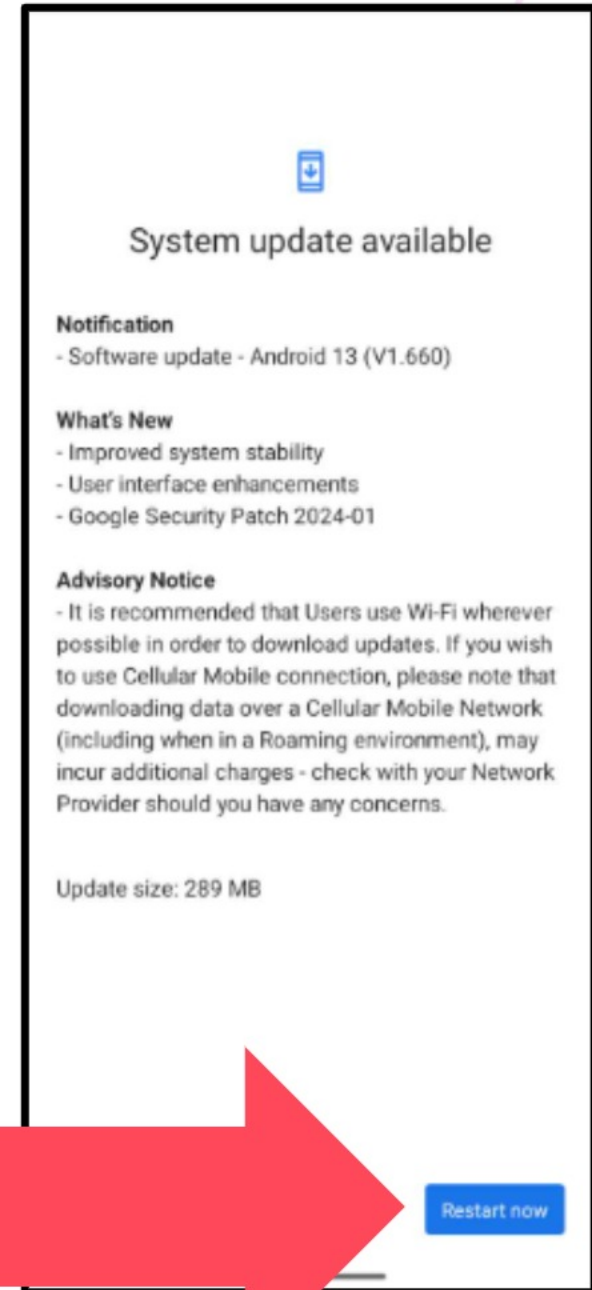 System update available
Notification
- Software update - Android 13 (V1.660)
What's New
- Improved system stability
- User interface enhancements
- Google Security Patch 2024-01
Advisory Notice
- It is recommended that Users use Wi-Fi wherever
possible in order to download updates. If you wish
to use Cellular Mobile connection, please note that
downloading data over a Cellular Mobile Network
(including when in a Roaming environment), may
incur additional charges - check with your Network
Provider should you have any concerns.
Update size: 289 MB
Restart now